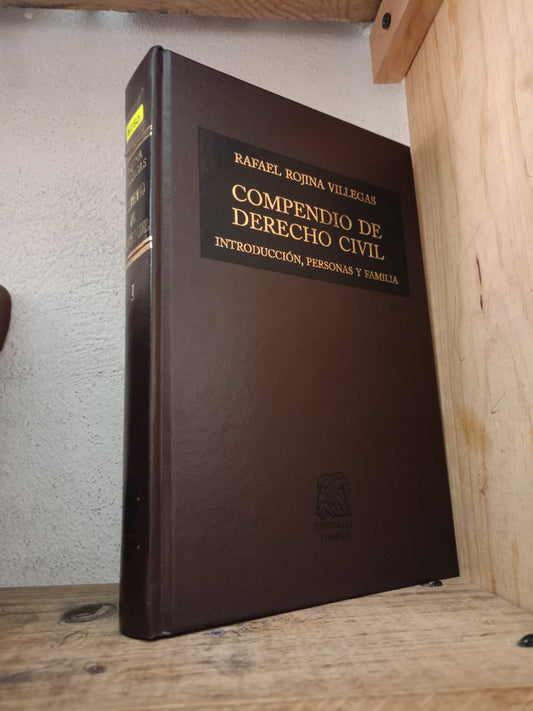 RAFAEL ROJINA VILLEGAS
COMPENDIO DE
DERECHO CIVIL
INTRODUCCIÓN, PERSONAS Y FAMILIA
EDITORIAL
PORRÚA
I